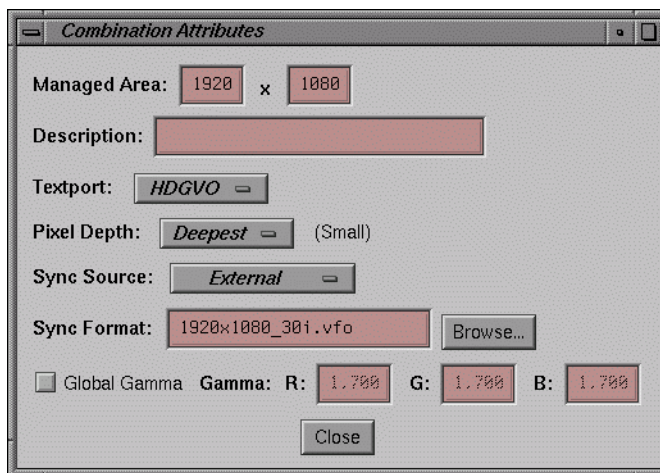 Combination Attributes
Managed Area: 1920 x 1080
Description:
Textport: HDGVO
Pixel Depth: Deepest (Small)
Sync Source: External
Sync Format: 1920x1080_30i.vfo Browse...
Global Gamma Gamma: R: 1.700 G: 1.700 B: 1.700
Close